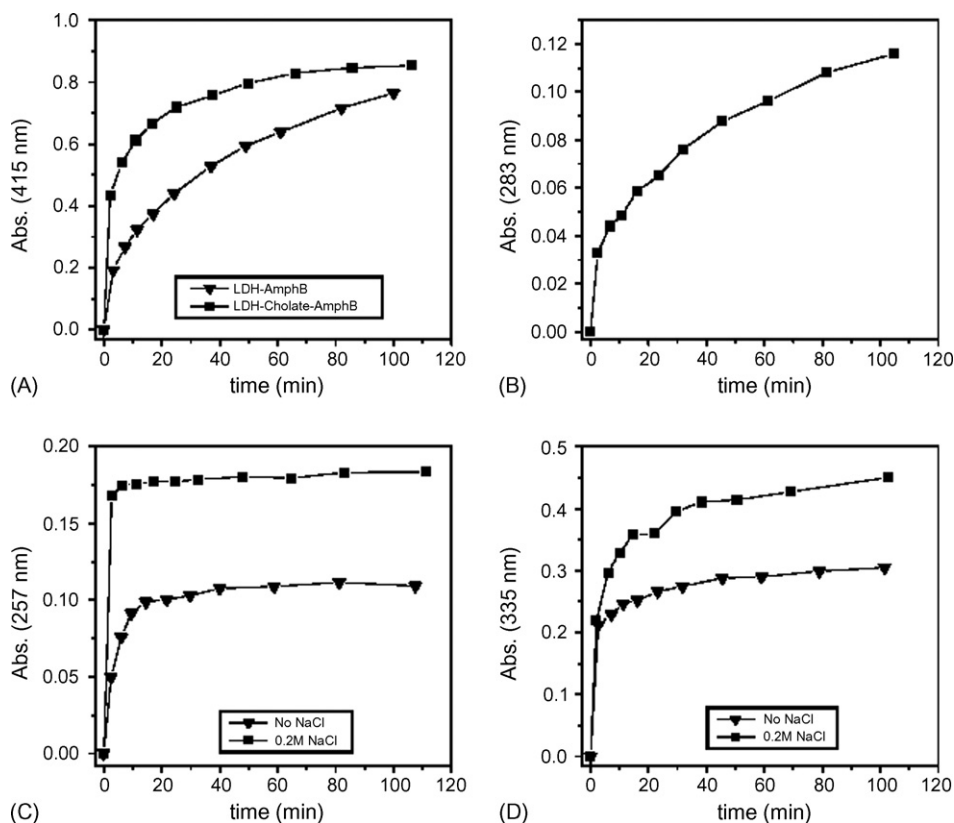 Abs. (415 nm)
1.0
0.8
0.6
0.4
0.2
0.0
LDH-AmphB
LDH-Cholate-AmphB
0 20 40 60 80 100 120
(A)
time (min)
Abs. (283 nm)
0.12
0.10
0.08
0.06
0.04
0.02
0.00
0 20 40 60 80 100 120
(B)
time (min)
Abs. (257 nm)
0.20
0.15
0.10
0.05
0.00
No NaCl
0.2M NaCl
0 20 40 60 80 100 120
(C)
time (min)
Abs. (335 nm)
0.5
0.4
0.3
0.2
0.1
0.0
No NaCl
0.2M NaCl
0 20 40 60 80 100 120
(D)
time (min)